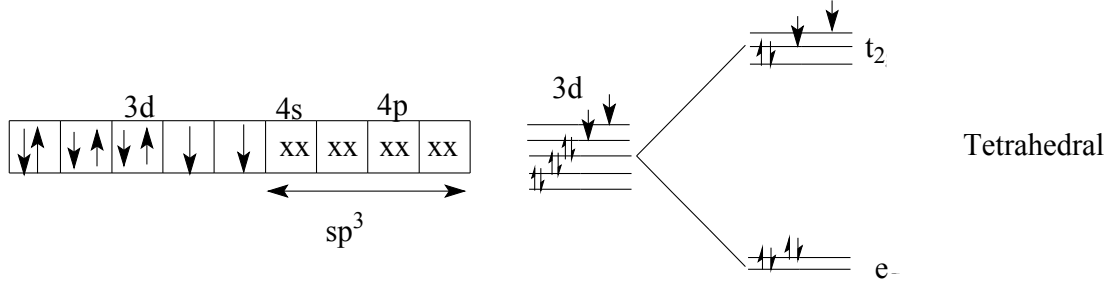 3d 4s 4p
xx xx xx xx
sp³
3d
t₂
e
Tetrahedral